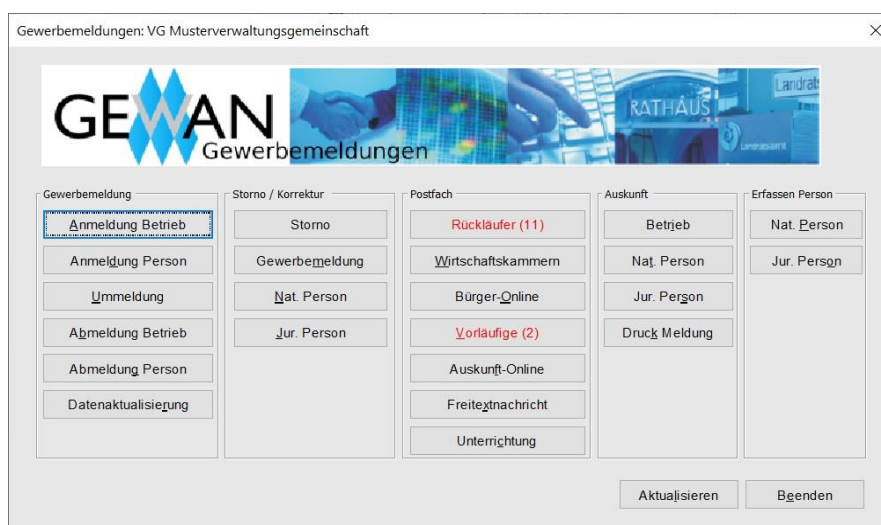 Gewerbemeldungen: VG Musterverwaltungsgemeinschaft
GEWAN
Gewerbemeldungen
RATHAUS
Landrats
Landratsamt
Gewerbemeldung
Anmeldung Betrieb
Anmeldung Person
Ummeldung
Abmeldung Betrieb
Abmeldung Person
Datenaktualisierung
Storno / Korrektur
Storno
Gewerbemeldung
Nat. Person
Jur. Person
Postfach
Rückläufer (11)
Wirtschaftskammern
Bürger-Online
Vorläufige (2)
Auskunft-Online
Freitextnachricht
Unterrichtung
Auskunft
Betrieb
Nat. Person
Jur. Person
Druck Meldung
Erfassen Person
Nat. Person
Jur. Person
Aktualisieren
Beenden